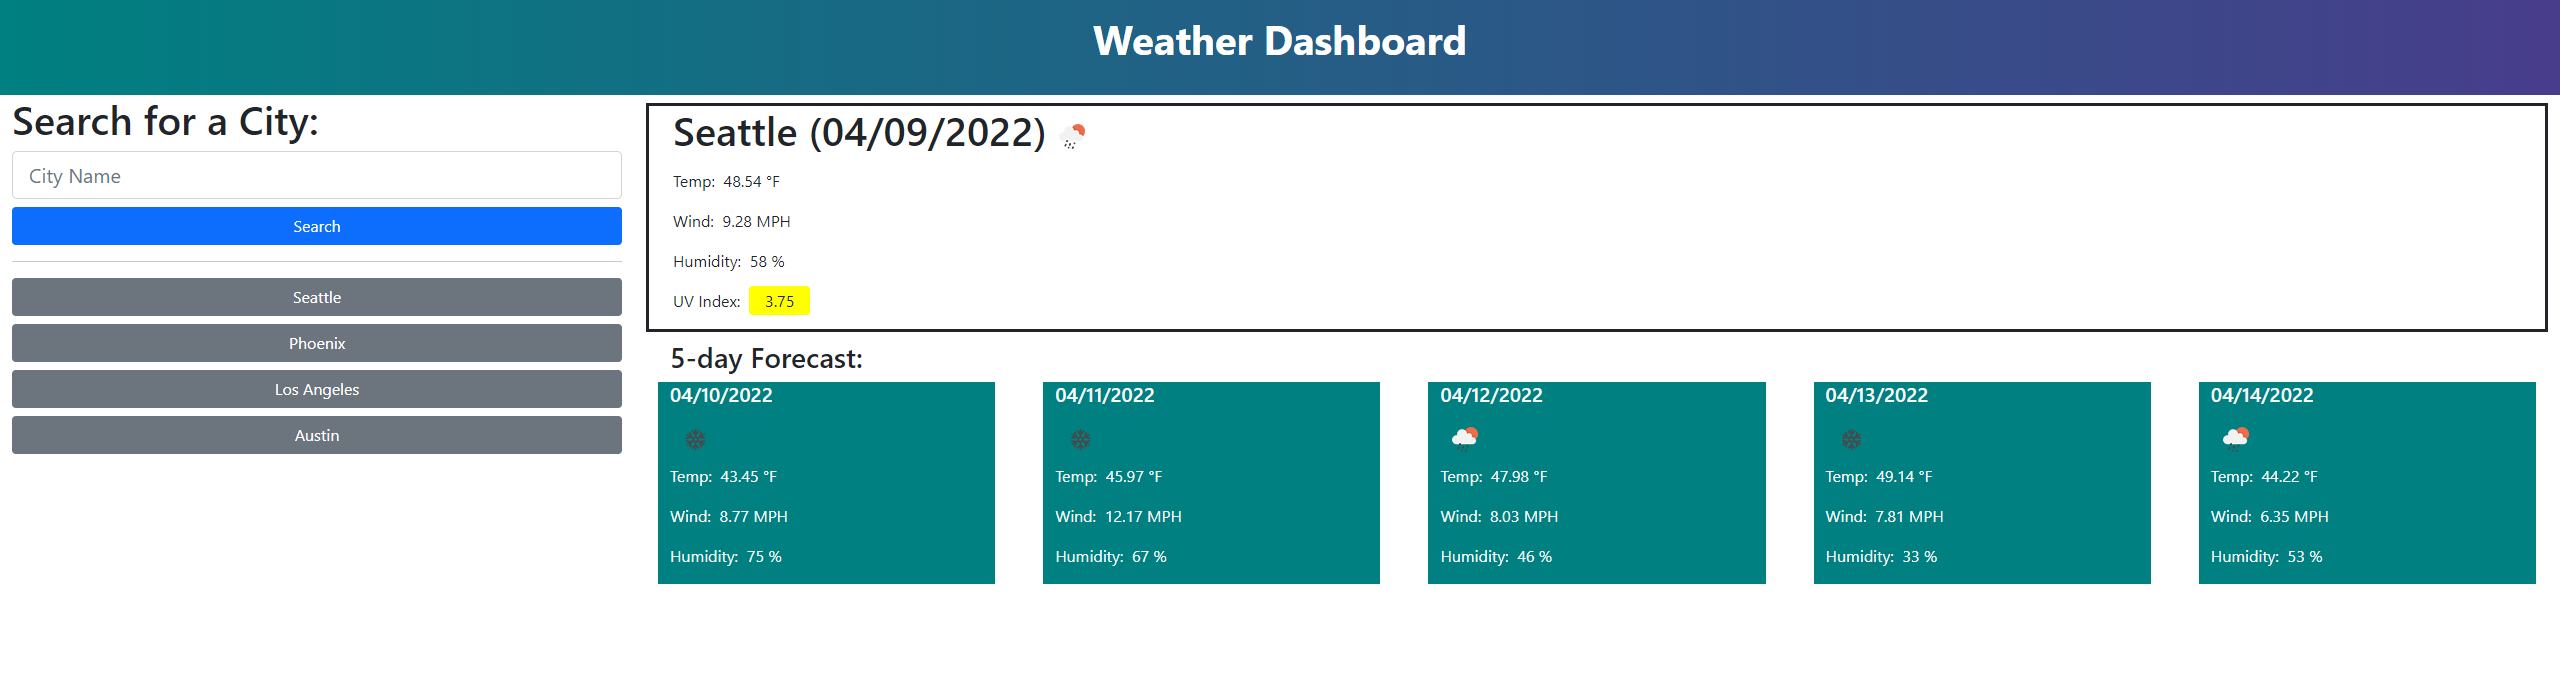 Weather Dashboard
Search for a City:
City Name
Search
Seattle
Phoenix
Los Angeles
Austin
Seattle (04/09/2022)
Temp: 48.54 °F
Wind: 9.28 MPH
Humidity: 58 %
UV Index: 3.75
5-day Forecast:
04/10/2022
Temp: 43.45 °F
Wind: 8.77 MPH
Humidity: 75 %
04/11/2022
Temp: 45.97 °F
Wind: 12.17 MPH
Humidity: 67 %
04/12/2022
Temp: 47.98 °F
Wind: 8.03 MPH
Humidity: 46 %
04/13/2022
Temp: 49.14 °F
Wind: 7.81 MPH
Humidity: 33 %
04/14/2022
Temp: 44.22 °F
Wind: 6.35 MPH
Humidity: 53 %